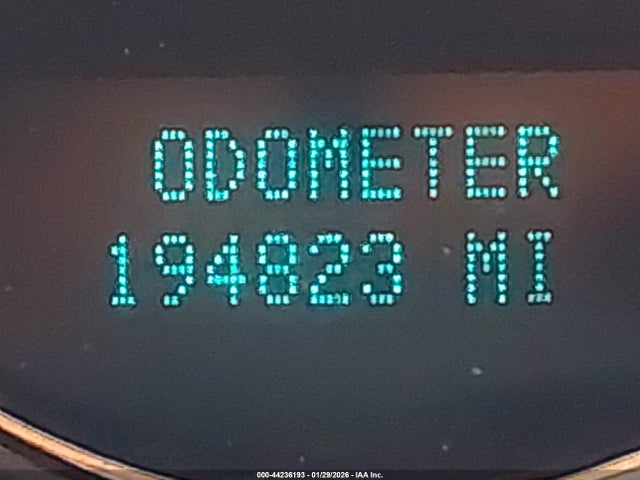 ODOMETER
194823 MI
000-44236193 - 01/29/2026 - IAA Inc.